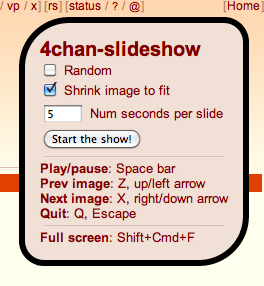 / vp / x] [rs] [status / ? / @] [Home]
4chan-slideshow
Random
Shrink image to fit
5 Num seconds per slide
Start the show!
Play/pause: Space bar
Prev image: Z, up/left arrow
Next image: X, right/down arrow
Quit: Q, Escape
Full screen: Shift+Cmd+F